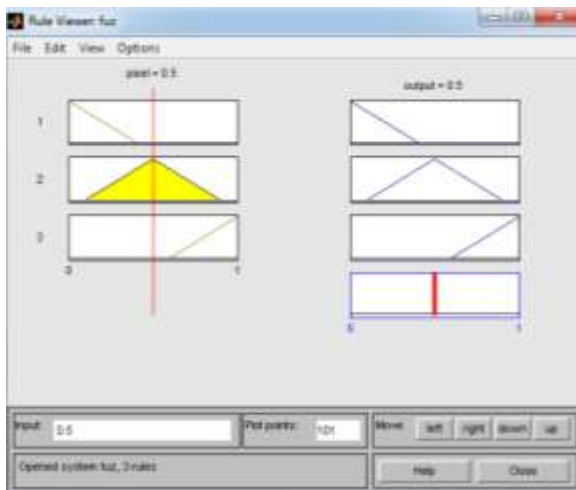 Rule Viewer: fuz
File Edit View Options
pixel = 0.5
output = 0.5
1
2
3
0 1
0 1
Input: 0.5
Plot points: 101
Move: left right down up
Opened system fuz, 3 rules
Help Close